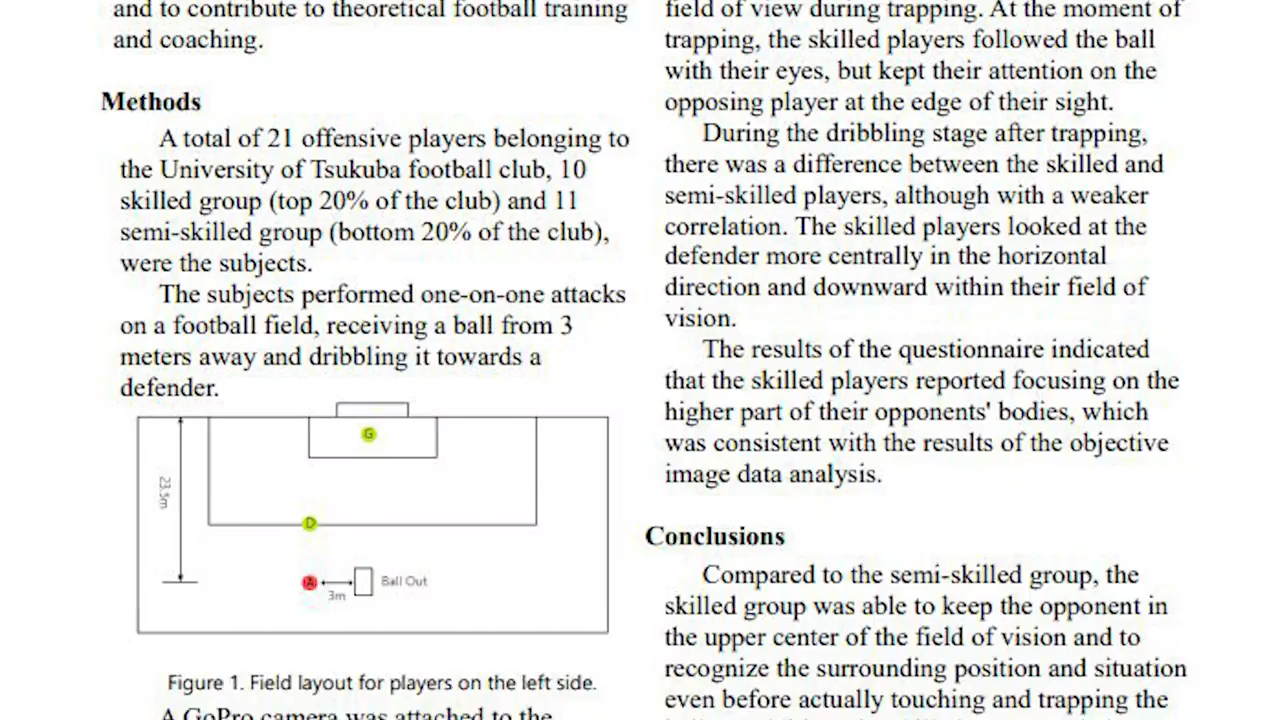 and to contribute to theoretical football training
and coaching.
Methods
A total of 21 offensive players belonging to
the University of Tsukuba football club, 10
skilled group (top 20% of the club) and 11
semi-skilled group (bottom 20% of the club),
were the subjects.
The subjects performed one-on-one attacks
on a football field, receiving a ball from 3
meters away and dribbling it towards a
defender.
G
23.5m
D
A
Ball Out
3m
Figure 1. Field layout for players on the left side.
A GoPro camera was attached to the
field of view during trapping. At the moment of
trapping, the skilled players followed the ball
with their eyes, but kept their attention on the
opposing player at the edge of their sight.
During the dribbling stage after trapping,
there was a difference between the skilled and
semi-skilled players, although with a weaker
correlation. The skilled players looked at the
defender more centrally in the horizontal
direction and downward within their field of
vision.
The results of the questionnaire indicated
that the skilled players reported focusing on the
higher part of their opponents' bodies, which
was consistent with the results of the objective
image data analysis.
Conclusions
Compared to the semi-skilled group, the
skilled group was able to keep the opponent in
the upper center of the field of vision and to
recognize the surrounding position and situation
even before actually touching and trapping the